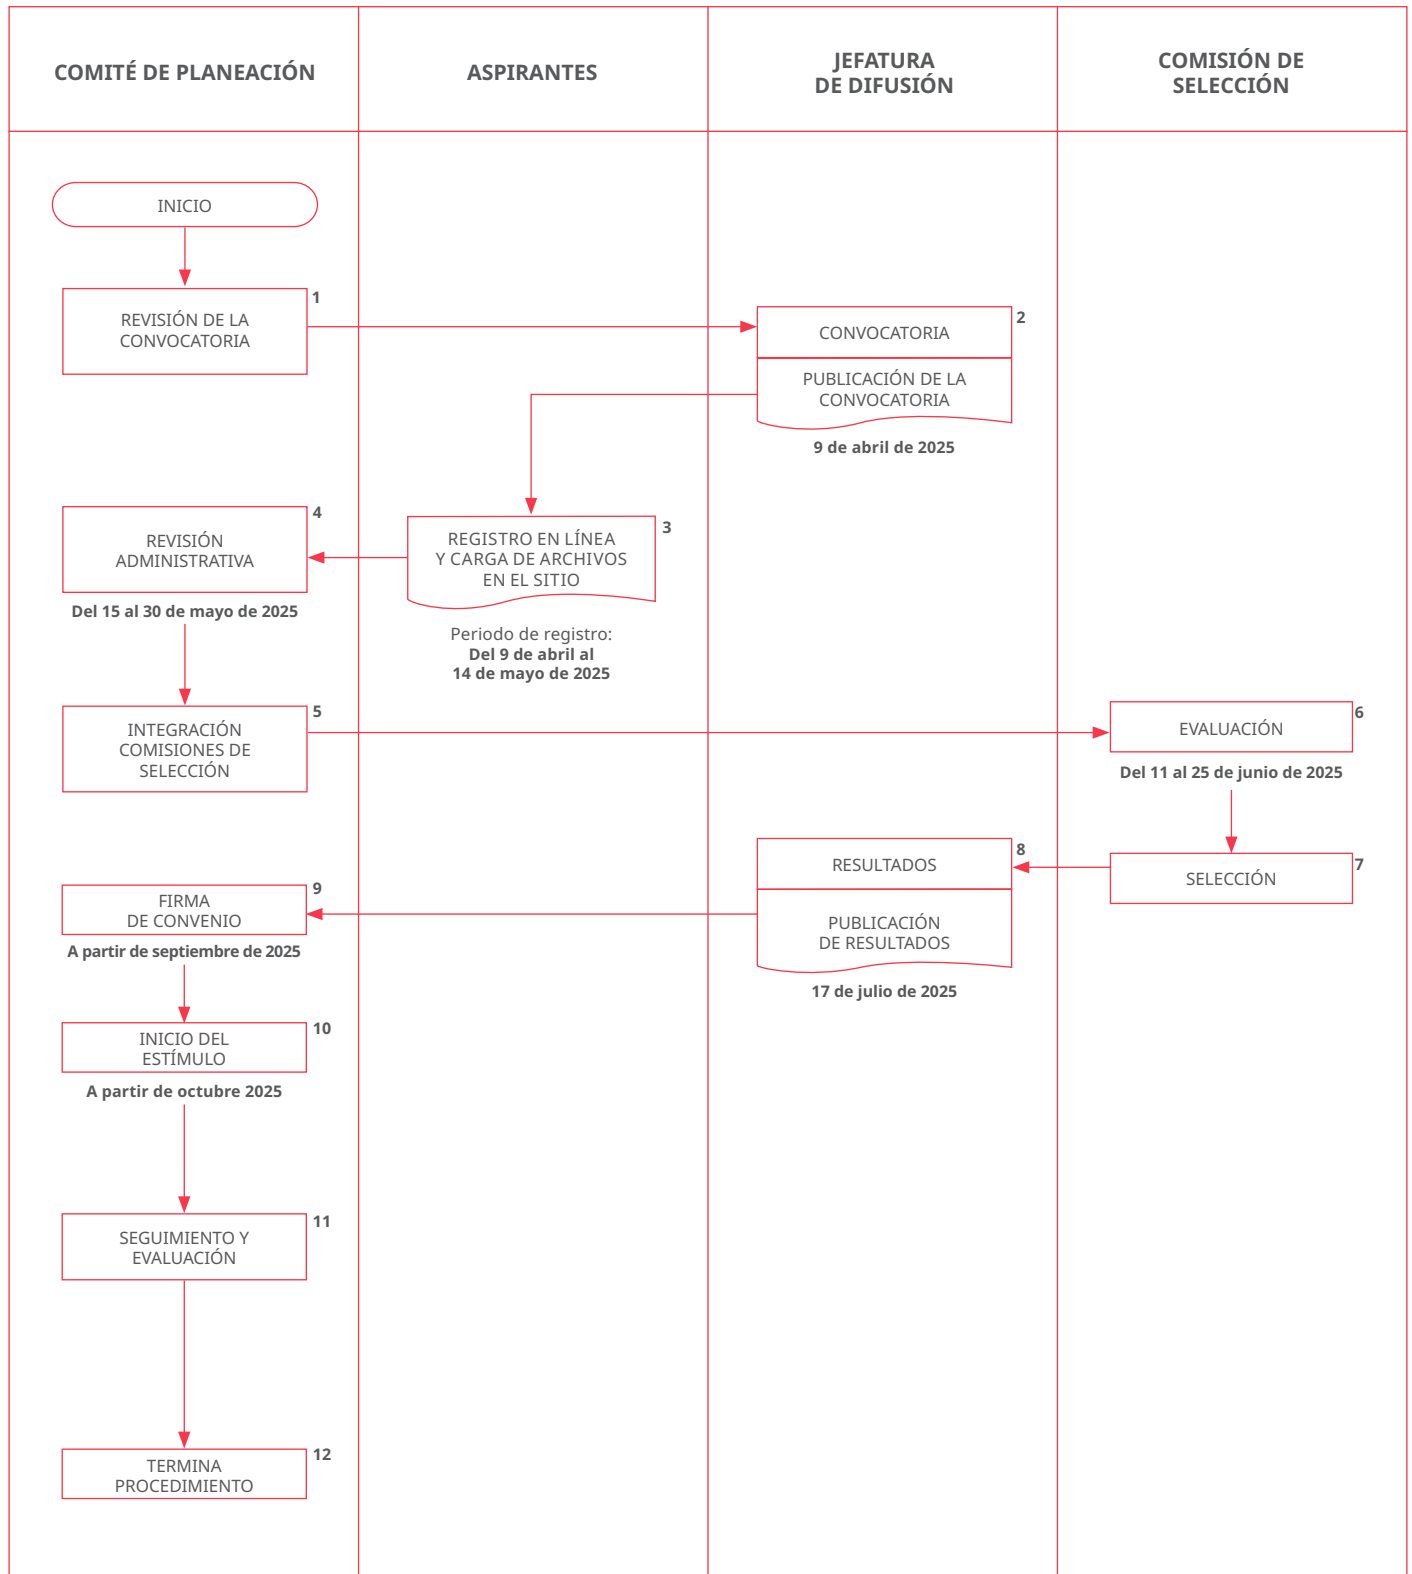 COMITÉ DE PLANEACIÓN
ASPIRANTES
JEFATURA
DE DIFUSIÓN
COMISIÓN DE
SELECCIÓN
INICIO
1
REVISIÓN DE LA
CONVOCATORIA
2
CONVOCATORIA
PUBLICACIÓN DE LA
CONVOCATORIA
9 de abril de 2025
3
REGISTRO EN LÍNEA
Y CARGA DE ARCHIVOS
EN EL SITIO
Periodo de registro:
Del 9 de abril al
14 de mayo de 2025
4
REVISIÓN
ADMINISTRATIVA
Del 15 al 30 de mayo de 2025
5
INTEGRACIÓN
COMISIONES DE
SELECCIÓN
6
EVALUACIÓN
Del 11 al 25 de junio de 2025
7
SELECCIÓN
8
RESULTADOS
PUBLICACIÓN
DE RESULTADOS
17 de julio de 2025
9
FIRMA
DE CONVENIO
A partir de septiembre de 2025
10
INICIO DEL
ESTÍMULO
A partir de octubre 2025
11
SEGUIMIENTO Y
EVALUACIÓN
12
TERMINA
PROCEDIMIENTO